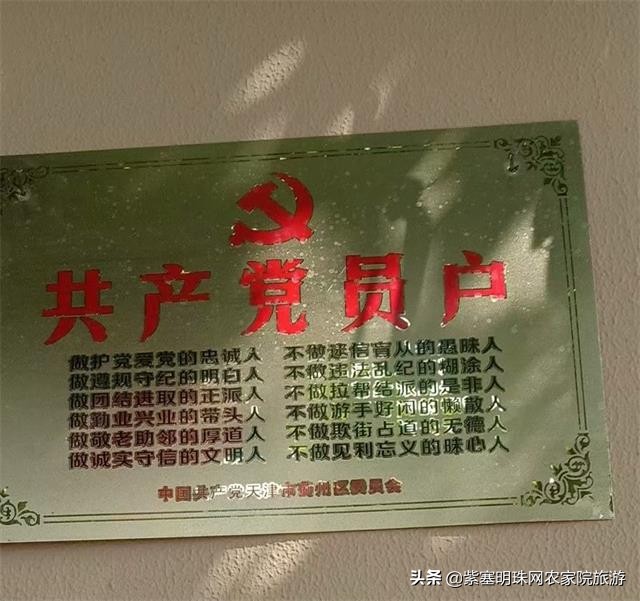 共产党员户
做护党爱党的忠诚人 不做迷信盲从的愚昧人
做遵规守纪的明白人 不做违法乱纪的糊涂人
做团结进取的正派人 不做拉帮结派的是非人
做勤业兴业的带头人 不做游手好闲的懒散人
做敬老助邻的厚道人 不做欺街占道的无德人
做诚实守信的文明人 不做见利忘义的昧心人
中国共产党天津市蓟州区委员会
头条 @紫塞明珠网农家院旅游